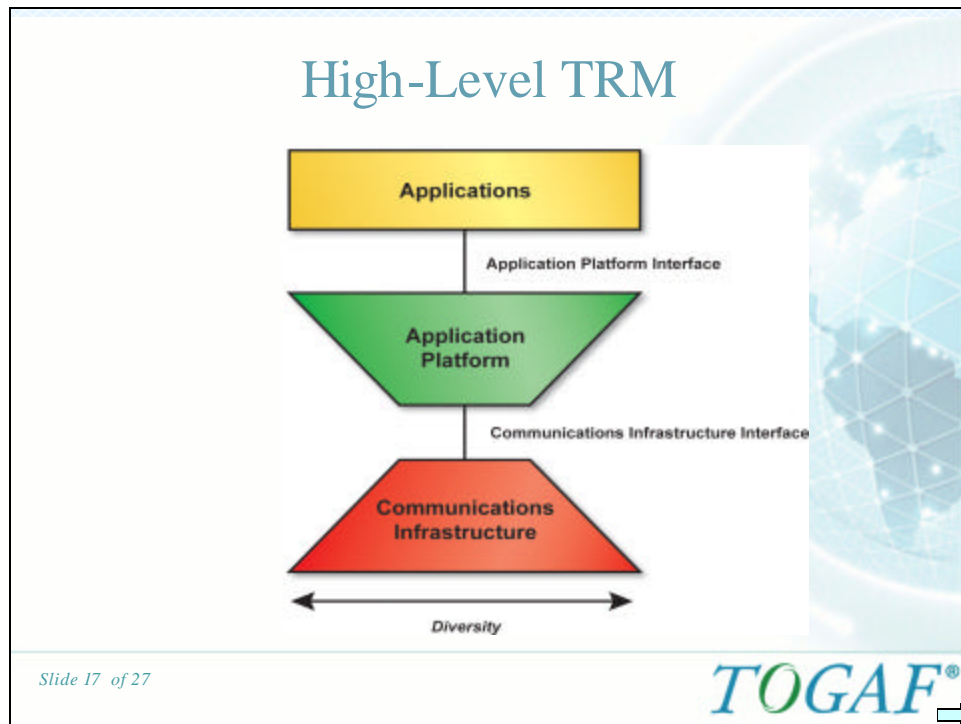 High-Level TRM
Applications
Application Platform Interface
Application
Platform
Communications Infrastructure Interface
Communications
Infrastructure
Diversity
Slide 17 of 27
TOGAF®